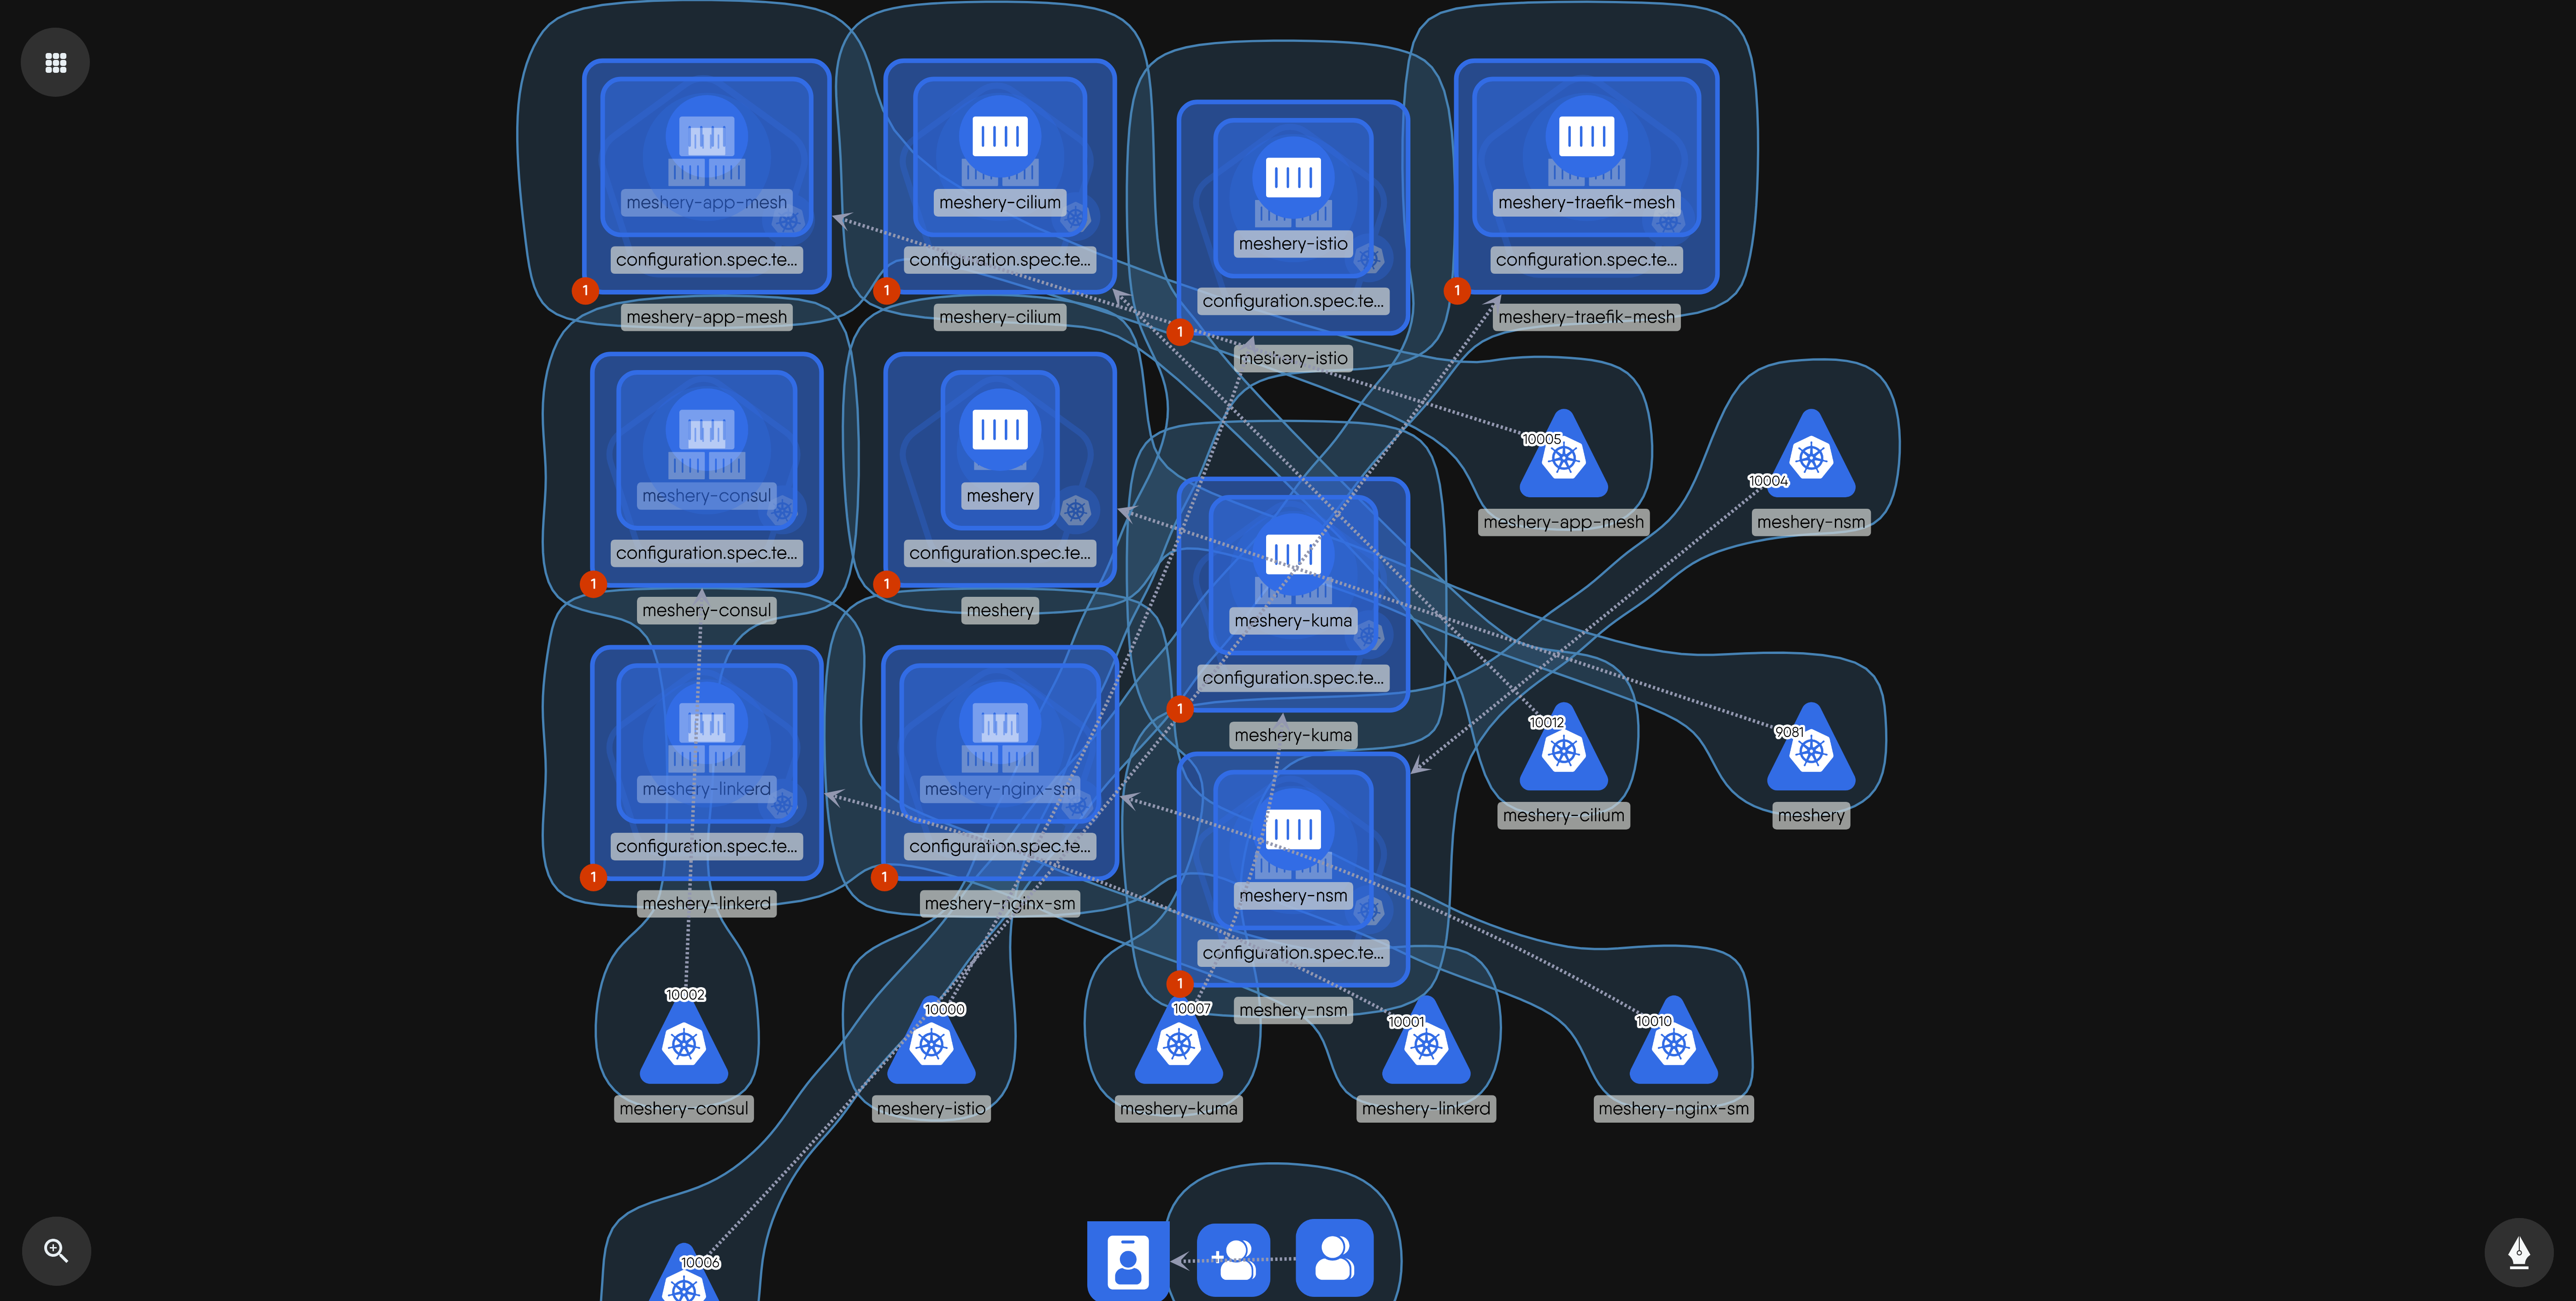 meshery-app-mesh
configuration.spec.te...
1
meshery-app-mesh
meshery-cilium
configuration.spec.te...
1
meshery-cilium
meshery-istio
configuration.spec.te...
1
meshery-istio
meshery-traefik-mesh
configuration.spec.te...
1
meshery-traefik-mesh
meshery-consul
configuration.spec.te...
1
meshery-consul
meshery
configuration.spec.te...
1
meshery
meshery-kuma
configuration.spec.te...
1
meshery-kuma
10005
meshery-app-mesh
10004
meshery-nsm
meshery-linkerd
configuration.spec.te...
1
meshery-linkerd
meshery-nginx-sm
configuration.spec.te...
1
meshery-nginx-sm
meshery-nsm
configuration.spec.te...
1
meshery-nsm
10012
meshery-cilium
9081
meshery
10002
meshery-consul
10000
meshery-istio
10007
meshery-kuma
10001
meshery-linkerd
10010
meshery-nginx-sm
10006